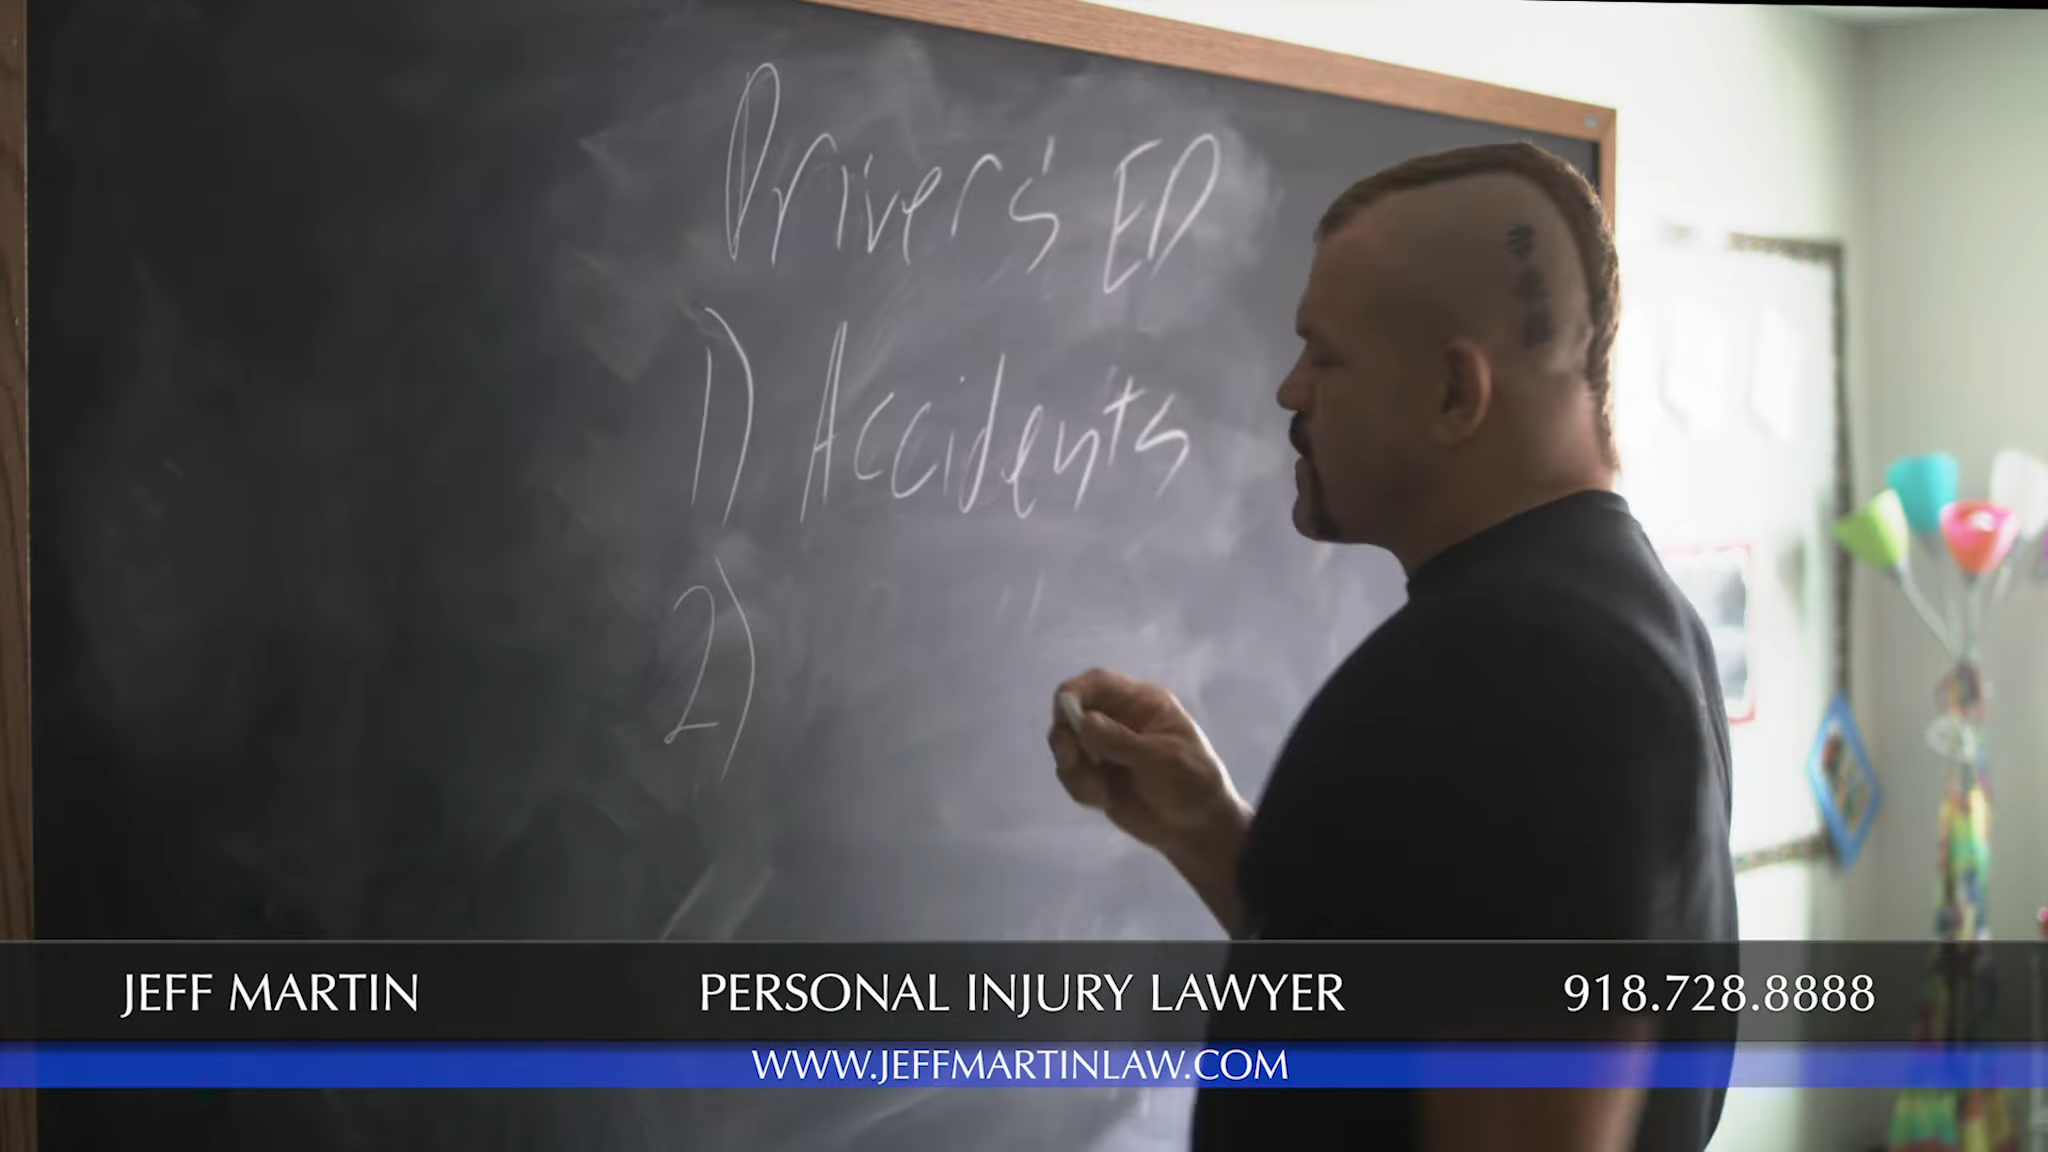 Driver's ED
1) Accidents
2)
JEFF MARTIN PERSONAL INJURY LAWYER 918.728.8888
WWW.JEFFMARTINLAW.COM